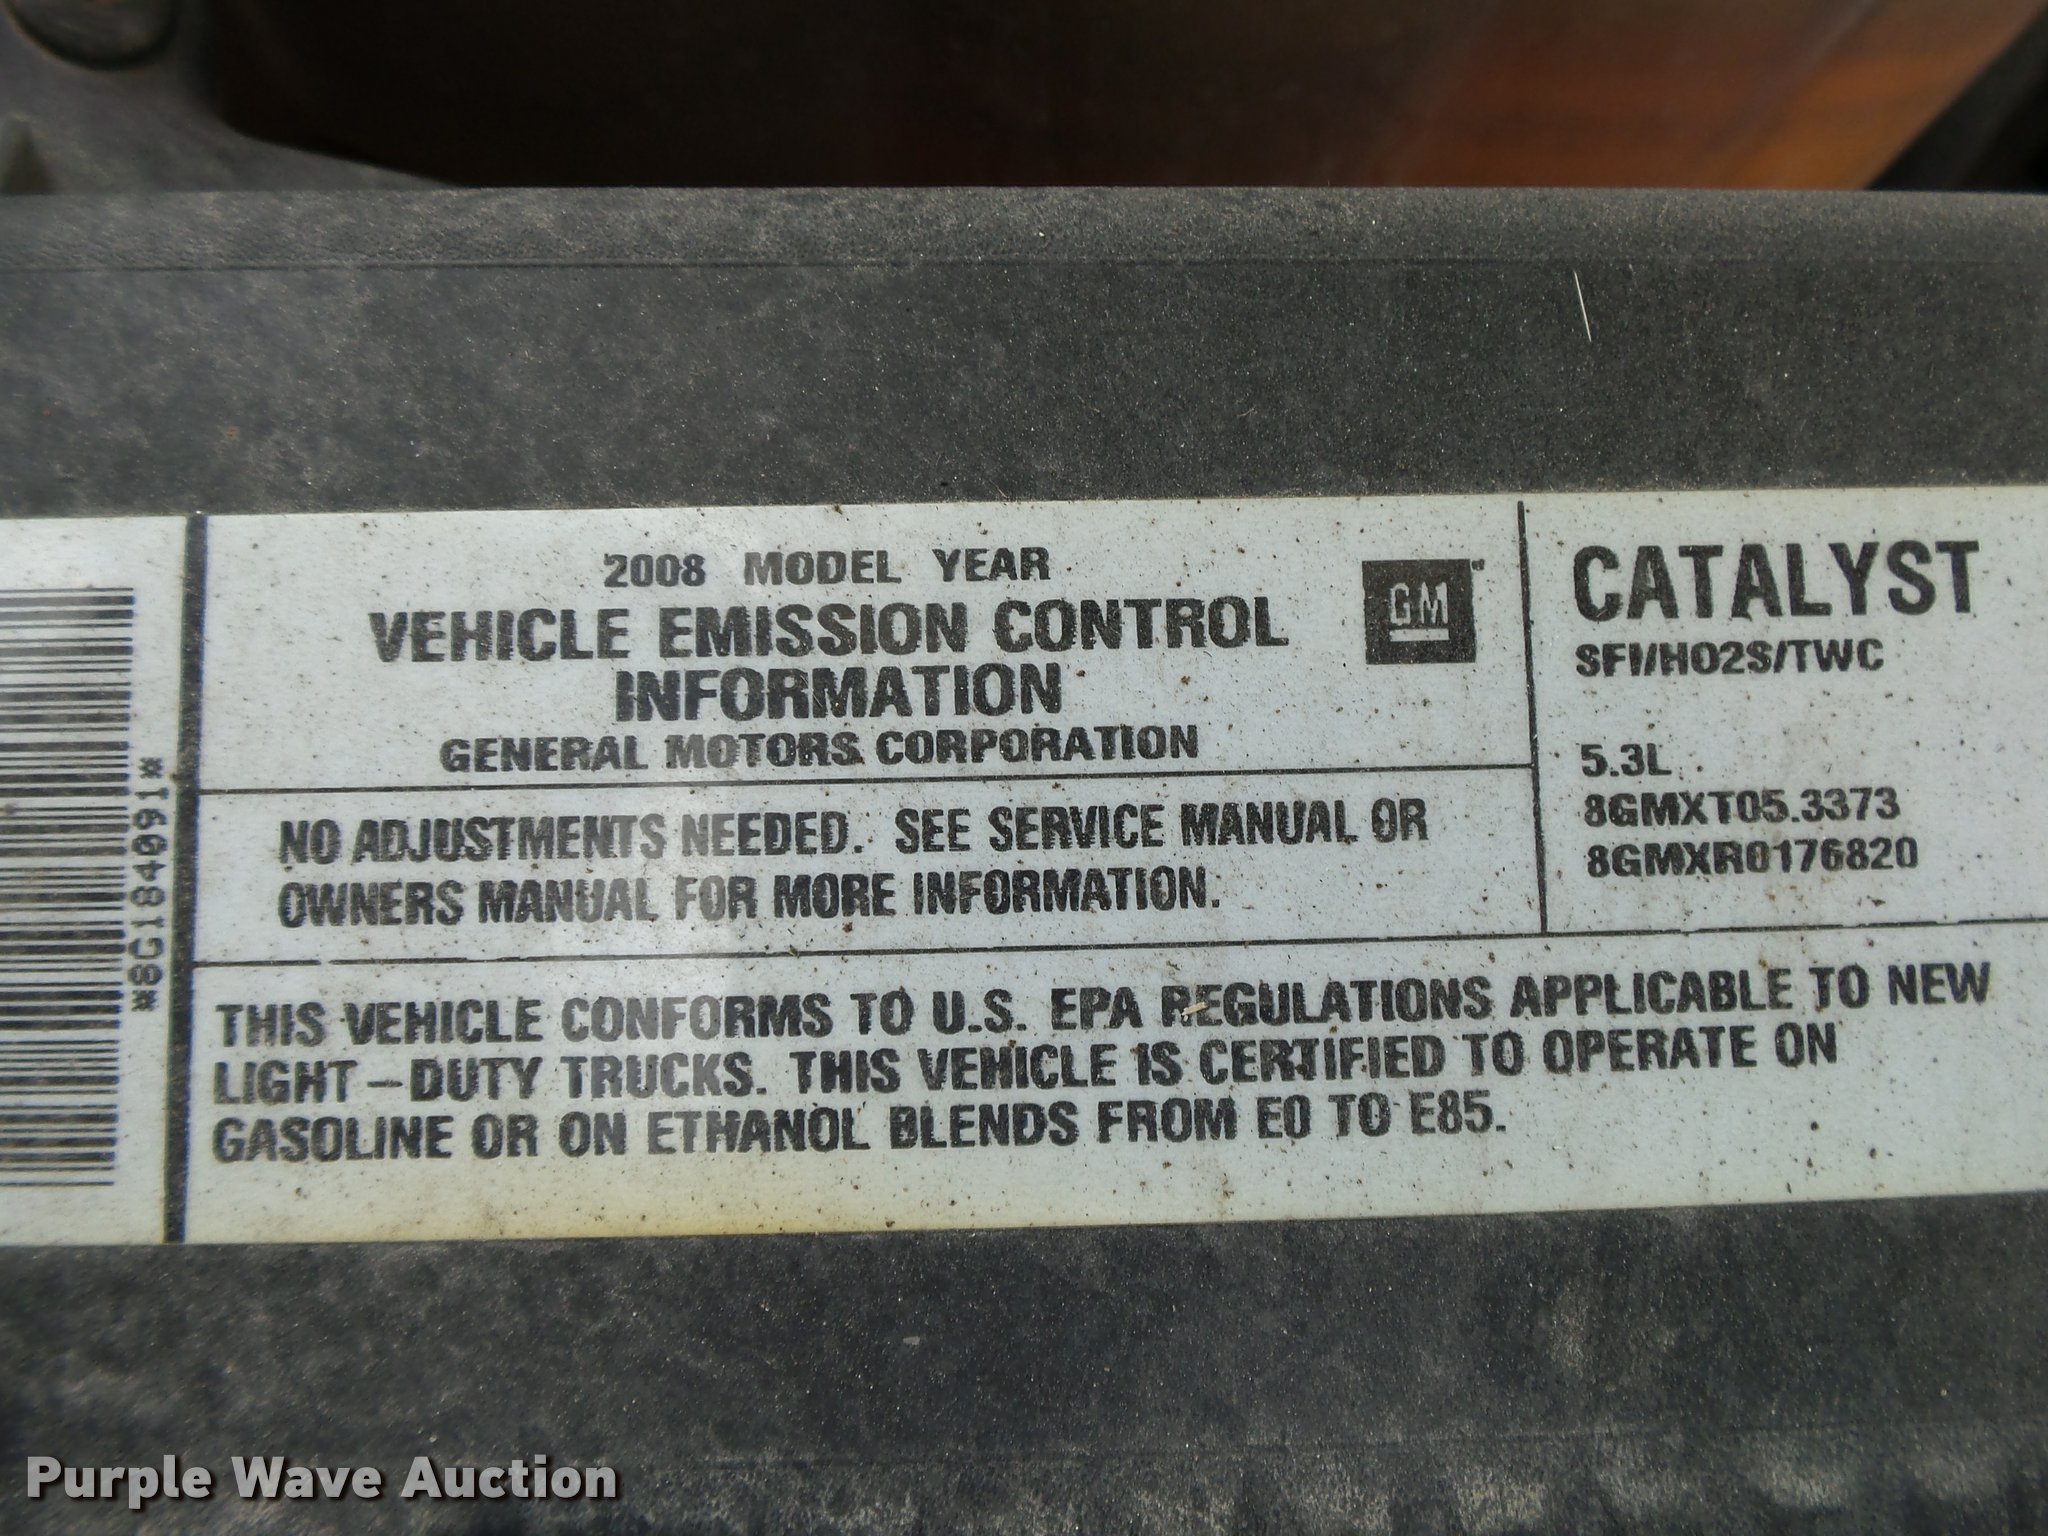 2008 MODEL YEAR
VEHICLE EMISSION CONTROL
INFORMATION
GENERAL MOTORS CORPORATION
GM
CATALYST
SFI/HO2S/TWC
5.3L
8GMXT05.3373
8GMXR0176820
NO ADJUSTMENTS NEEDED. SEE SERVICE MANUAL OR
OWNERS MANUAL FOR MORE INFORMATION.
THIS VEHICLE CONFORMS TO U.S. EPA REGULATIONS APPLICABLE TO NEW
LIGHT-DUTY TRUCKS. THIS VEHICLE IS CERTIFIED TO OPERATE ON
GASOLINE OR ON ETHANOL BLENDS FROM E0 TO E85.
*8G184091*
Purple Wave Auction